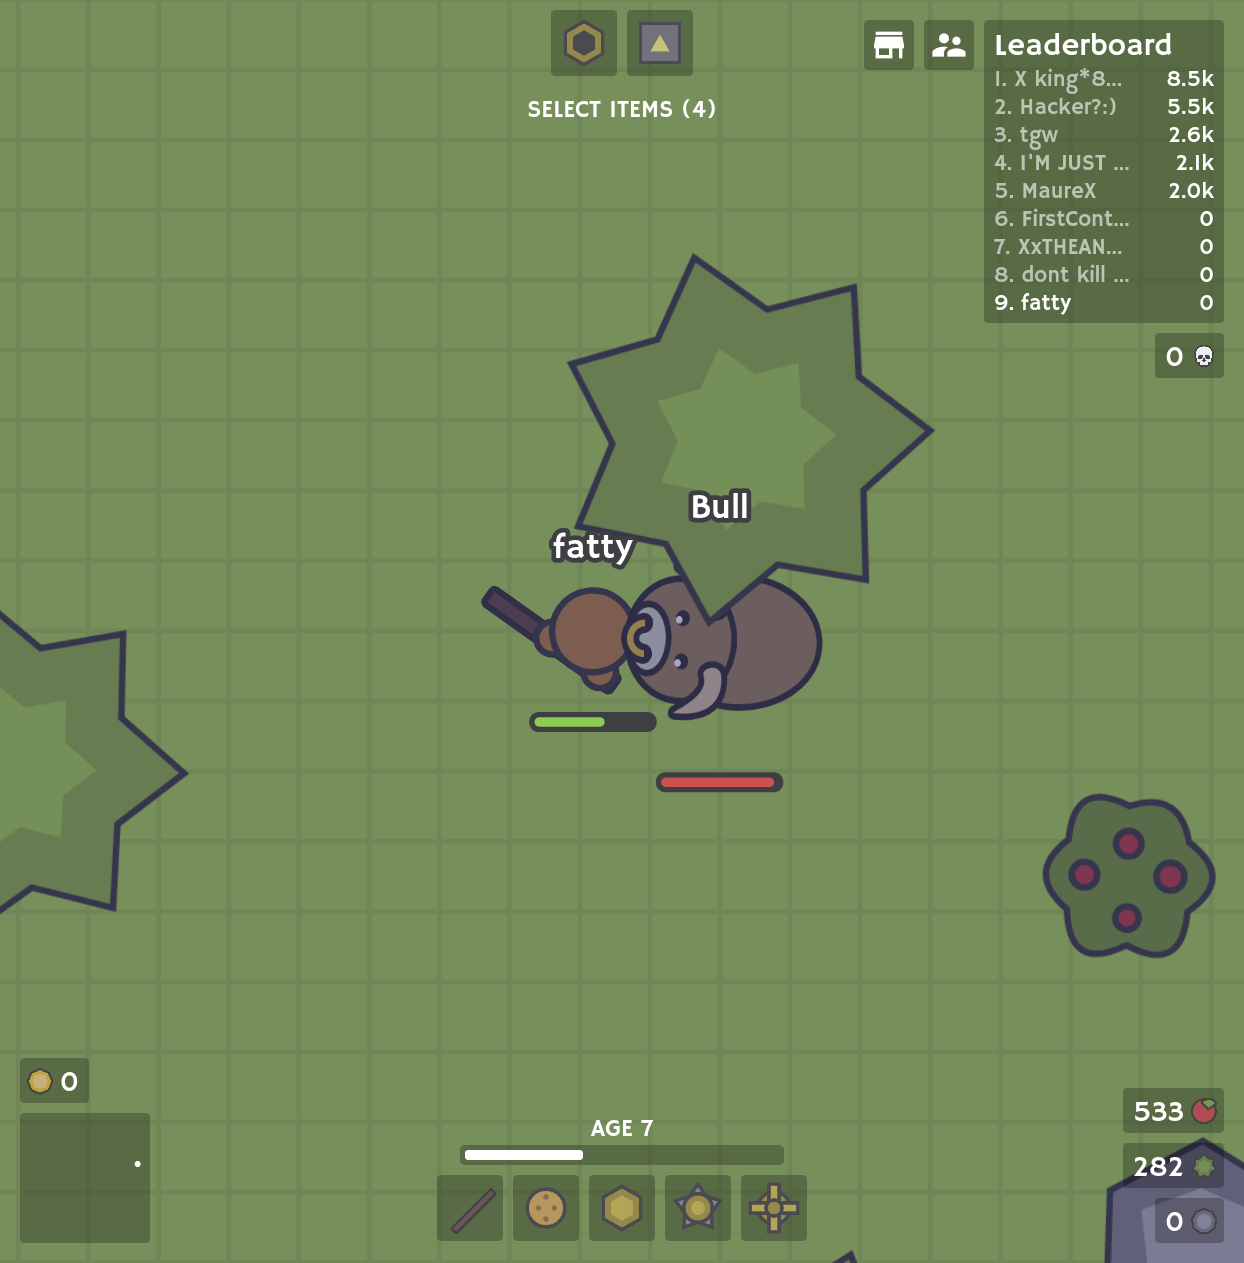 SELECT ITEMS (4)
Leaderboard
1. X king*8... 8.5k
2. Hacker?:) 5.5k
3. tgw 2.6k
4. I'M JUST ... 2.1k
5. MaureX 2.0k
6. FirstCont... 0
7. XxTHEAN... 0
8. dont kill ... 0
9. fatty 0
0
Bull
fatty
0
AGE 7
533
282
0